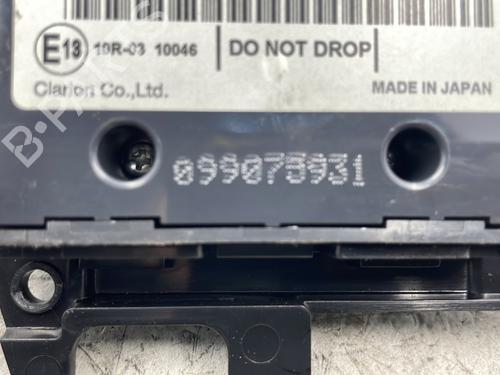 E13 10R-03 10046 DO NOT DROP
Clarion Co.,Ltd. MADE IN JAPAN
099075931